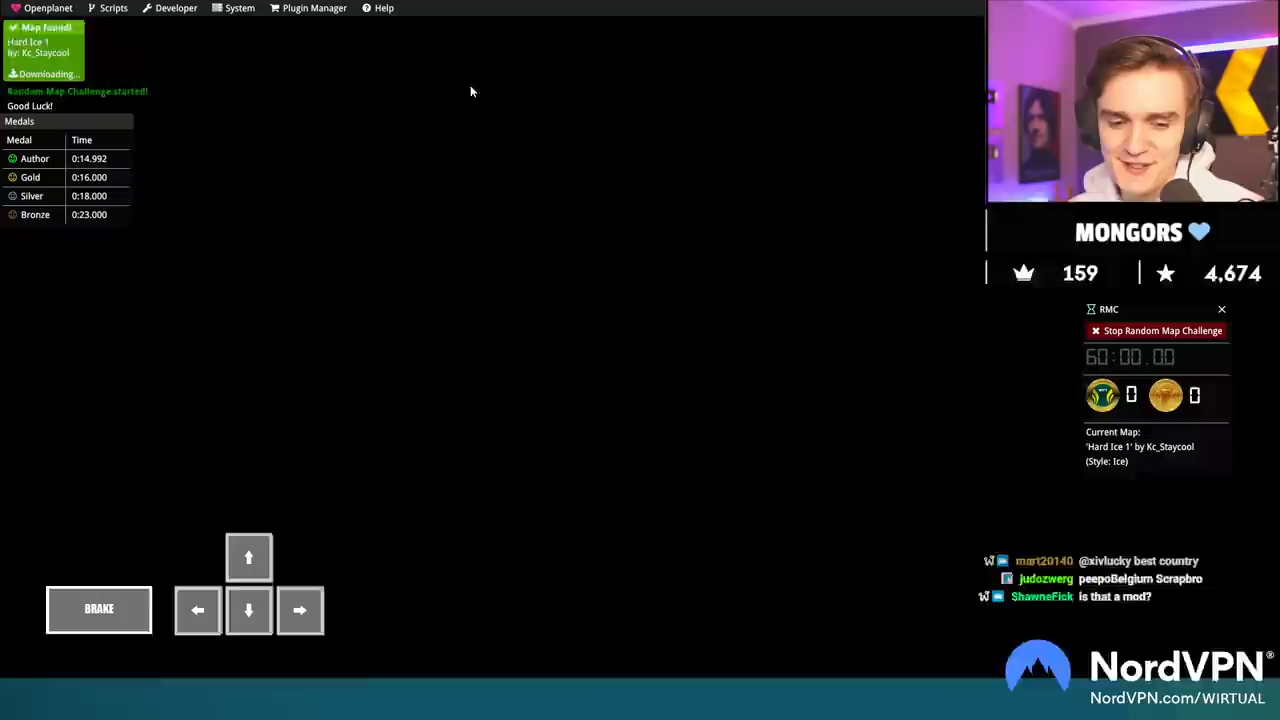 Openplanet Scripts Developer System Plugin Manager Help
Map found!
Hard Ice 1
by: Kc_Staycool
Downloading...
Random Map Challenge started!
Good Luck!
Medals
Medal Time
Author 0:14.992
Gold 0:16.000
Silver 0:18.000
Bronze 0:23.000
BRAKE
MONGORS
159 4,674
RMC
Stop Random Map Challenge
60:00.00
0 0
Current Map:
'Hard Ice 1' by Kc_Staycool
(Style: Ice)
mart20140 @xivlucky best country
judozwerg peepoBelgium Scrapbro
ShawneFick is that a mod?
NordVPN®
NordVPN.com/WIRTUAL